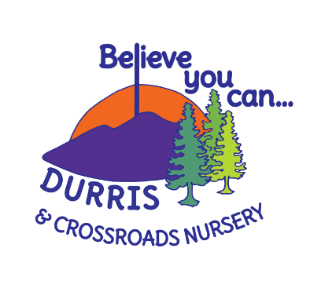 Believe
you
can...
DURRIS
& CROSSROADS NURSERY